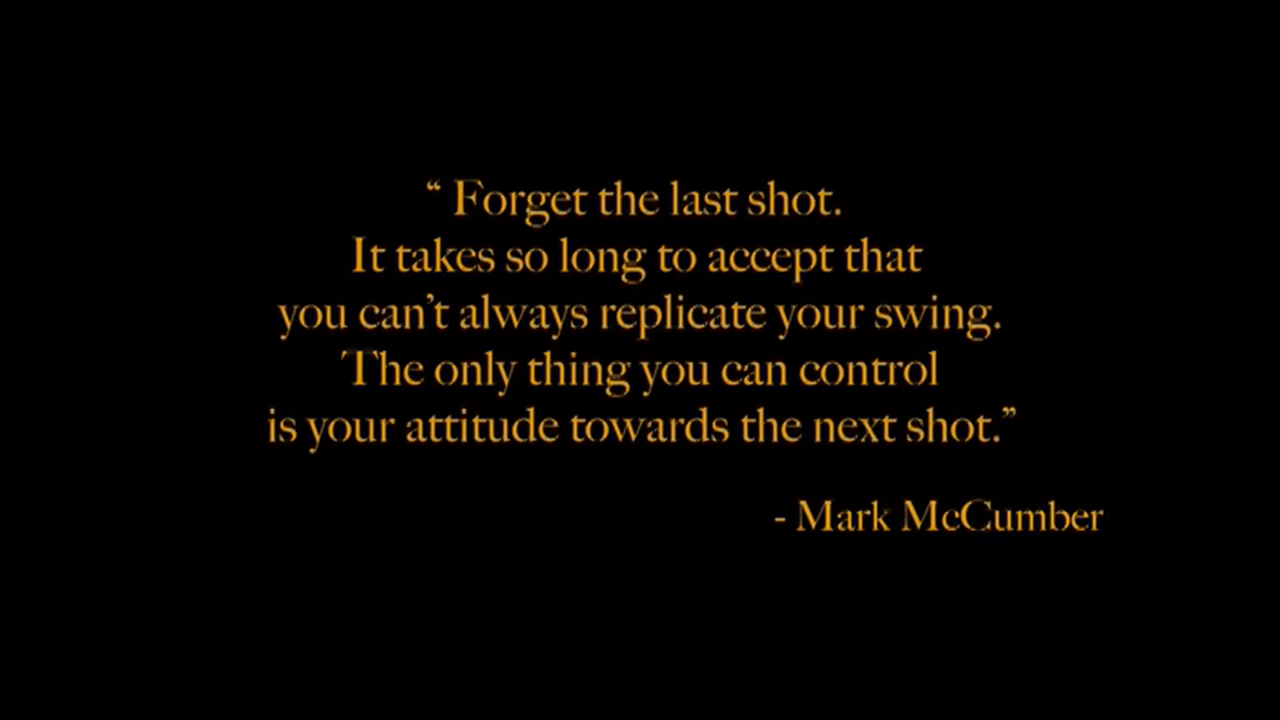 “ Forget the last shot.
It takes so long to accept that
you can’t always replicate your swing.
The only thing you can control
is your attitude towards the next shot.”
- Mark McCumber